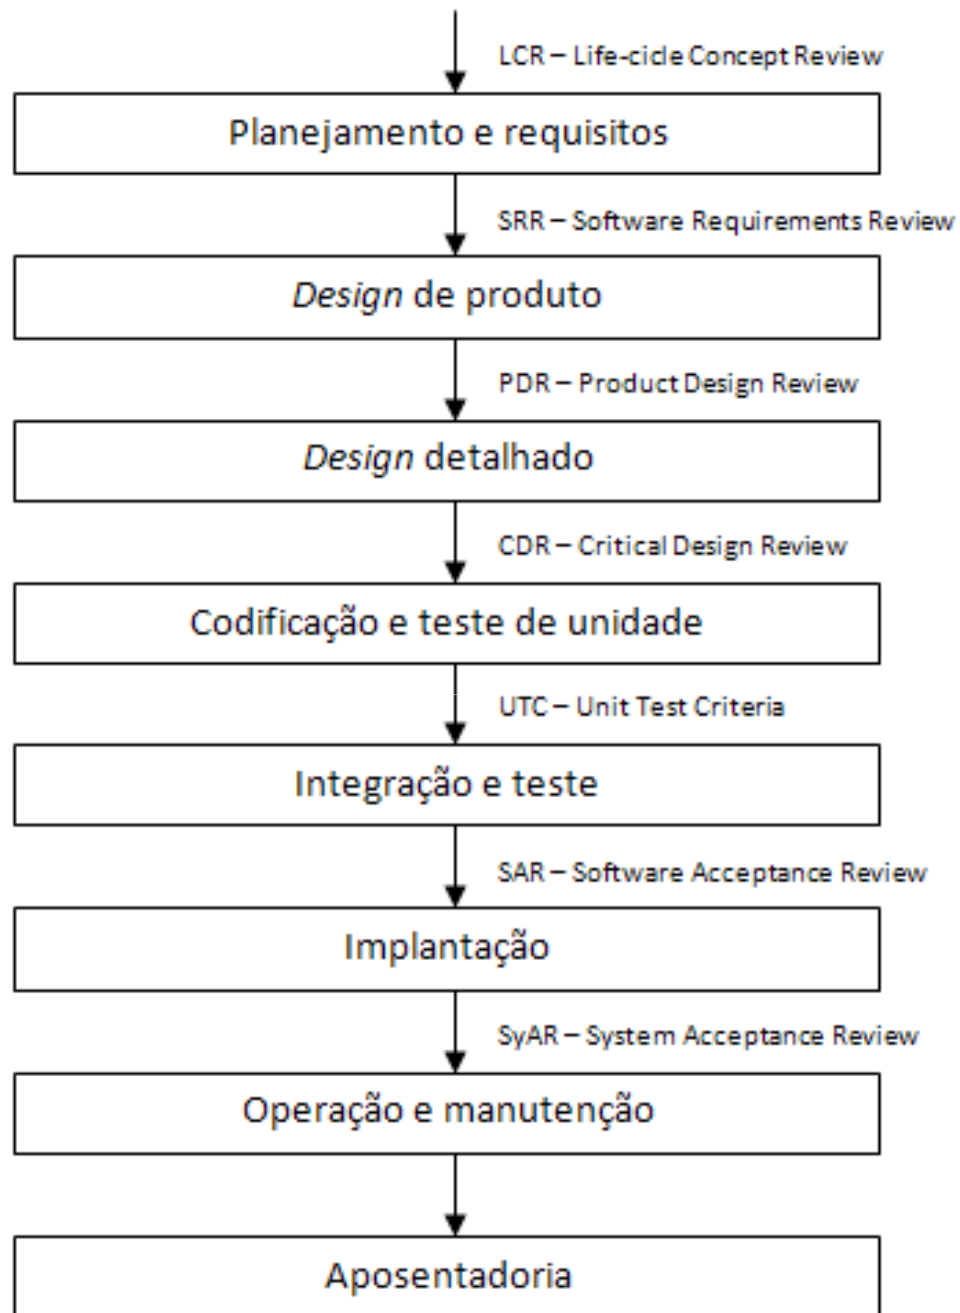 LCR – Life-cicle Concept Review
Planejamento e requisitos
SRR – Software Requirements Review
Design de produto
PDR – Product Design Review
Design detalhado
CDR – Critical Design Review
Codificação e teste de unidade
UTC – Unit Test Criteria
Integração e teste
SAR – Software Acceptance Review
Implantação
SyAR – System Acceptance Review
Operação e manutenção
Aposentadoria